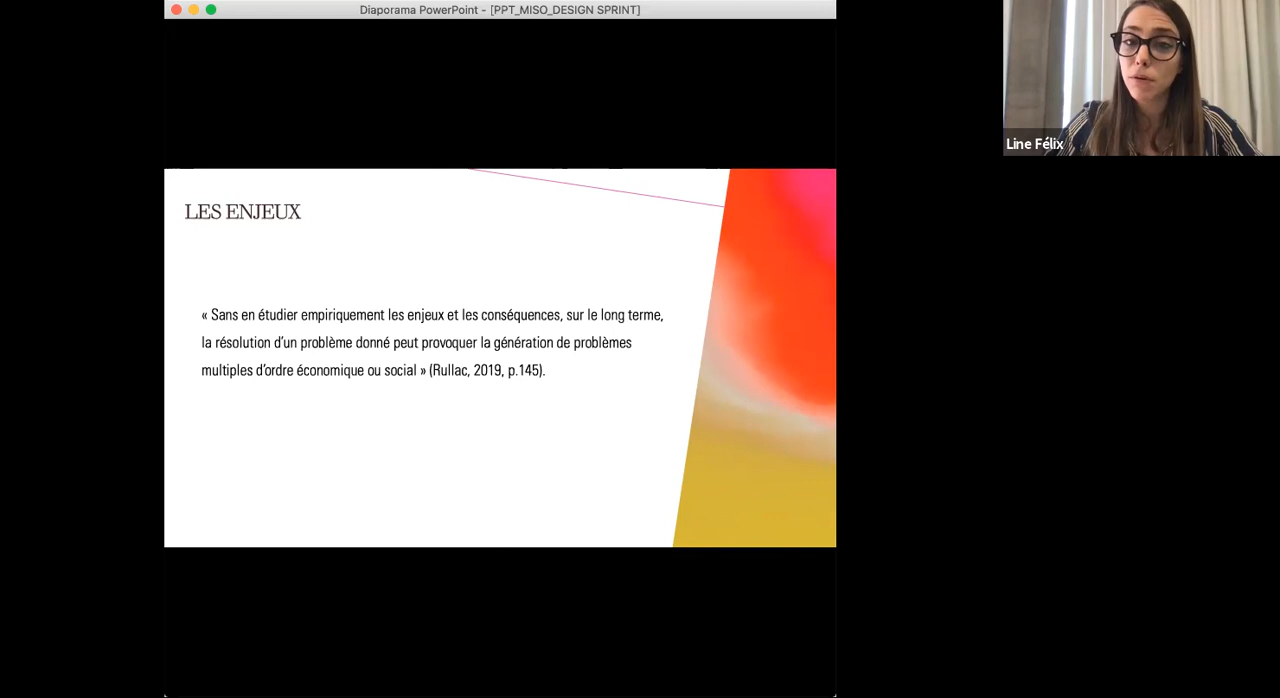 Diaporama PowerPoint - [PPT_MISO_DESIGN SPRINT]
Line Félix
LES ENJEUX
« Sans en étudier empiriquement les enjeux et les conséquences, sur le long terme,
la résolution d'un problème donné peut provoquer la génération de problèmes
multiples d'ordre économique ou social » (Rullac, 2019, p.145).